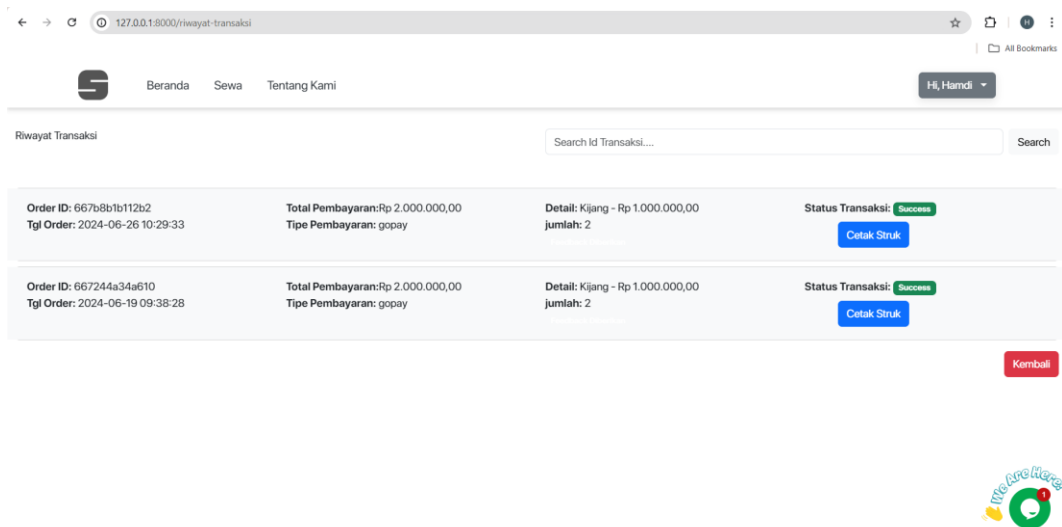 127.0.0.1:8000/riwayat-transaksi
H
All Bookmarks
S
Beranda Sewa Tentang Kami Hi, Hamdi
Riwayat Transaksi
Search Id Transaksi.... Search
Order ID: 667b8b1b112b2 Total Pembayaran:Rp 2.000.000,00 Detail: Kijang - Rp 1.000.000,00 Status Transaksi: Success
Tgl Order: 2024-06-26 10:29:33 Tipe Pembayaran: gopay jumlah: 2
Cetak Struk
Order ID: 667244a34a610 Total Pembayaran:Rp 2.000.000,00 Detail: Kijang - Rp 1.000.000,00 Status Transaksi: Success
Tgl Order: 2024-06-19 09:38:28 Tipe Pembayaran: gopay jumlah: 2
Cetak Struk
Kembali
We Are Here!
1